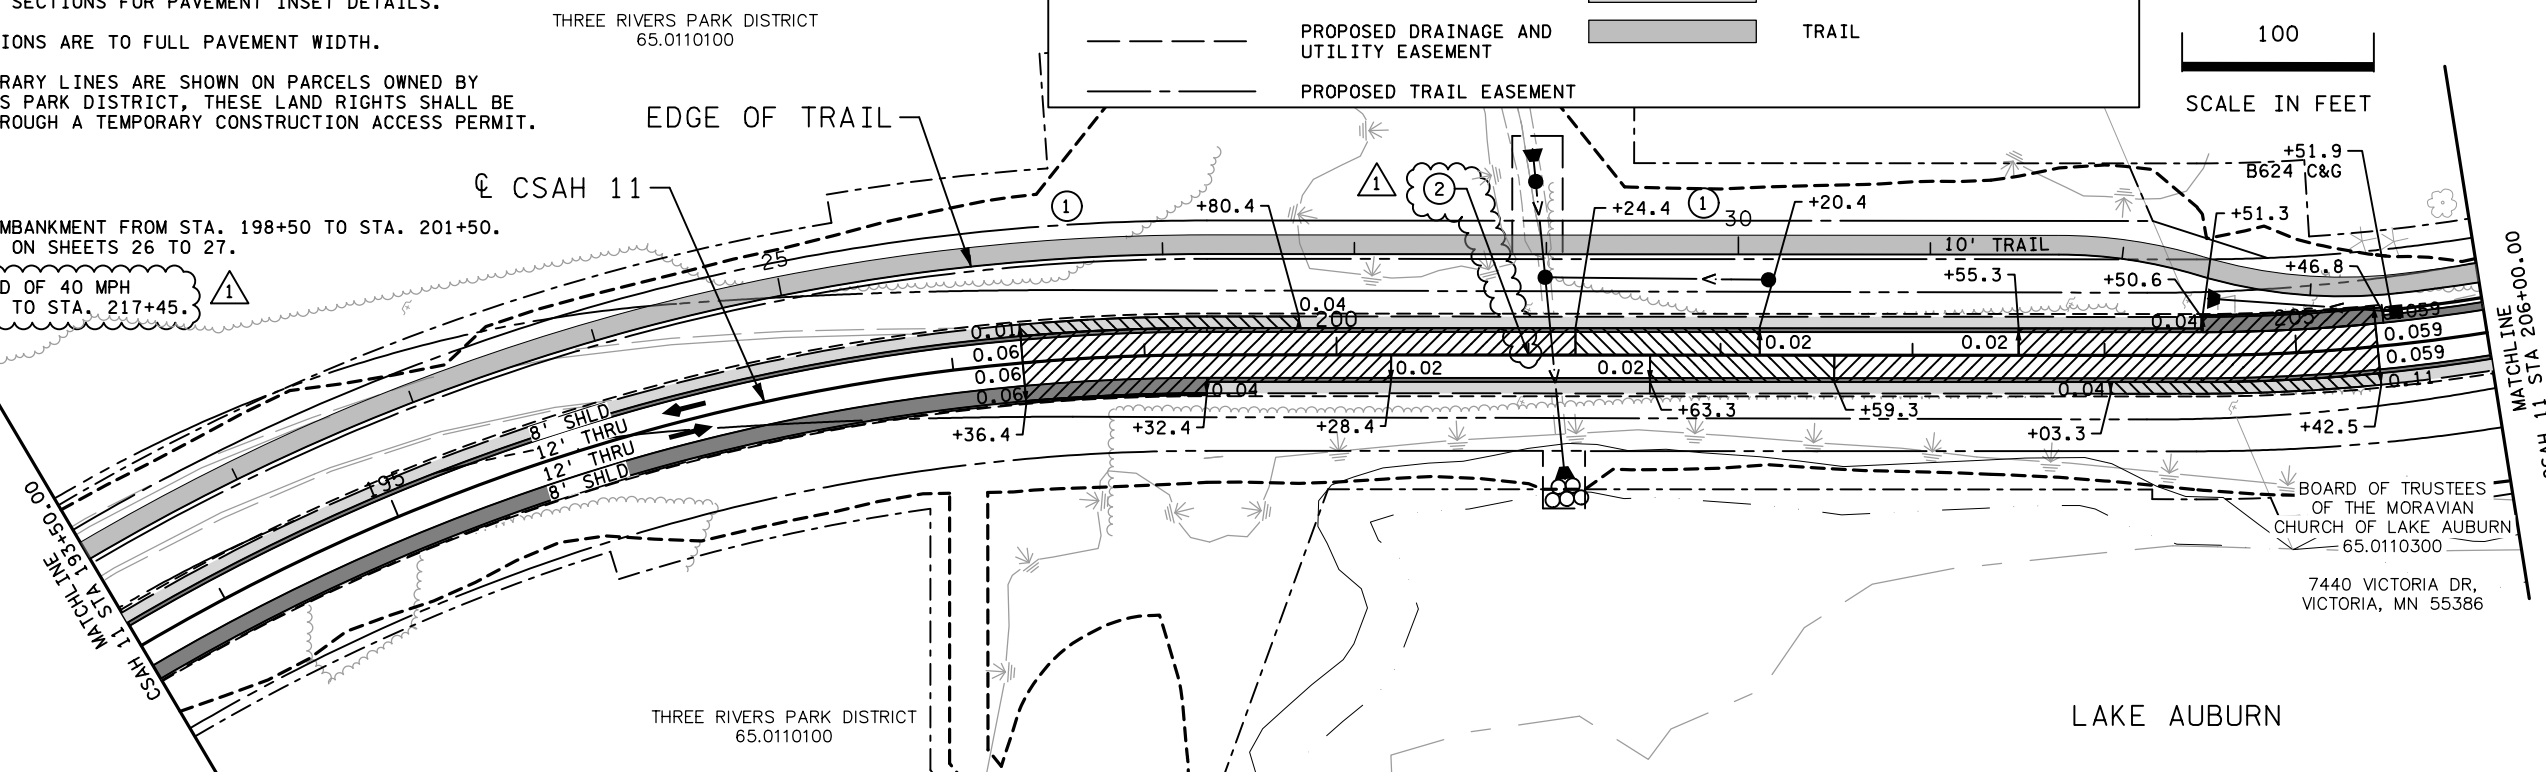 SECTIONS FOR PAVEMENT INSET DETAILS.
IONS ARE TO FULL PAVEMENT WIDTH.
RARY LINES ARE SHOWN ON PARCELS OWNED BY
S PARK DISTRICT, THESE LAND RIGHTS SHALL BE
ROUGH A TEMPORARY CONSTRUCTION ACCESS PERMIT.
MBANKMENT FROM STA. 198+50 TO STA. 201+50.
ON SHEETS 26 TO 27.
D OF 40 MPH
TO STA. 217+45.
1
THREE RIVERS PARK DISTRICT
65.0110100
PROPOSED DRAINAGE AND
UTILITY EASEMENT
PROPOSED TRAIL EASEMENT
TRAIL
100
SCALE IN FEET
EDGE OF TRAIL
℄ CSAH 11
1
1
2
1
+80.4
+24.4
+20.4
30
10' TRAIL
+51.9
B624 C&G
+51.3
+46.8
+55.3
+50.6
25
0.04
200
0.01
0.06
0.06
0.06
0.02
0.02
0.02
0.02
0.04
0.04
0.04
205
0.059
0.059
0.059
0.11
8' SHLD
12' THRU
12' THRU
8' SHLD
195
+36.4
+32.4
+28.4
+63.3
+59.3
+03.3
+42.5
MATCHLINE
CSAH 11 STA 193+50.00
MATCHLINE
CSAH 11 STA 206+00.00
BOARD OF TRUSTEES
OF THE MORAVIAN
CHURCH OF LAKE AUBURN
65.0110300
7440 VICTORIA DR,
VICTORIA, MN 55386
THREE RIVERS PARK DISTRICT
65.0110100
LAKE AUBURN